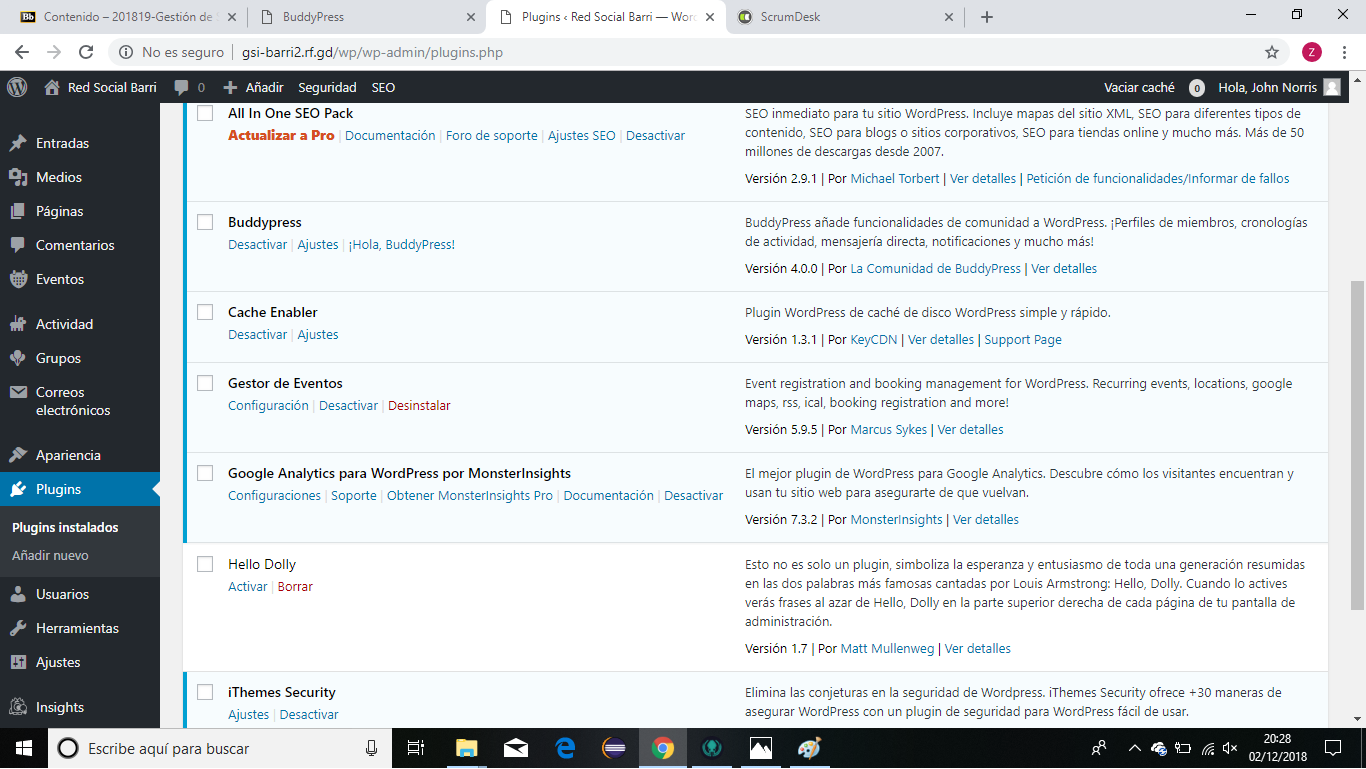 Contenido – 201819-Gestión de
BuddyPress
Plugins ‹ Red Social Barri — Wor
ScrumDesk
No es seguro | gsi-barri2.rf.gd/wp/wp-admin/plugins.php
Z
Red Social Barri
0
Añadir
Seguridad
SEO
Vaciar caché
0
Hola, John Norris
Entradas
Medios
Páginas
Comentarios
Eventos
Actividad
Grupos
Correos
electrónicos
Apariencia
Plugins
Plugins instalados
Añadir nuevo
Usuarios
Herramientas
Ajustes
Insights
All In One SEO Pack
Actualizar a Pro | Documentación | Foro de soporte | Ajustes SEO | Desactivar
SEO inmediato para tu sitio WordPress. Incluye mapas del sitio XML, SEO para diferentes tipos de
contenido, SEO para blogs o sitios corporativos, SEO para tiendas online y mucho más. Más de 50
millones de descargas desde 2007.
Versión 2.9.1 | Por Michael Torbert | Ver detalles | Petición de funcionalidades/Informar de fallos
Buddypress
Desactivar | Ajustes | ¡Hola, BuddyPress!
BuddyPress añade funcionalidades de comunidad a WordPress. ¡Perfiles de miembros, cronologías
de actividad, mensajería directa, notificaciones y mucho más!
Versión 4.0.0 | Por La Comunidad de BuddyPress | Ver detalles
Cache Enabler
Desactivar | Ajustes
Plugin WordPress de caché de disco WordPress simple y rápido.
Versión 1.3.1 | Por KeyCDN | Ver detalles | Support Page
Gestor de Eventos
Configuración | Desactivar | Desinstalar
Event registration and booking management for WordPress. Recurring events, locations, google
maps, rss, ical, booking registration and more!
Versión 5.9.5 | Por Marcus Sykes | Ver detalles
Google Analytics para WordPress por MonsterInsights
Configuraciones | Soporte | Obtener MonsterInsights Pro | Documentación | Desactivar
El mejor plugin de WordPress para Google Analytics. Descubre cómo los visitantes encuentran y
usan tu sitio web para asegurarte de que vuelvan.
Versión 7.3.2 | Por MonsterInsights | Ver detalles
Hello Dolly
Activar | Borrar
Esto no es solo un plugin, simboliza la esperanza y entusiasmo de toda una generación resumidas
en las dos palabras más famosas cantadas por Louis Armstrong: Hello, Dolly. Cuando lo actives
verás frases al azar de Hello, Dolly en la parte superior derecha de cada página de tu pantalla de
administración.
Versión 1.7 | Por Matt Mullenweg | Ver detalles
iThemes Security
Ajustes | Desactivar
Elimina las conjeturas en la seguridad de Wordpress. iThemes Security ofrece +30 maneras de
asegurar WordPress con un plugin de seguridad para WordPress fácil de usar.
Escribe aquí para buscar
20:28
02/12/2018